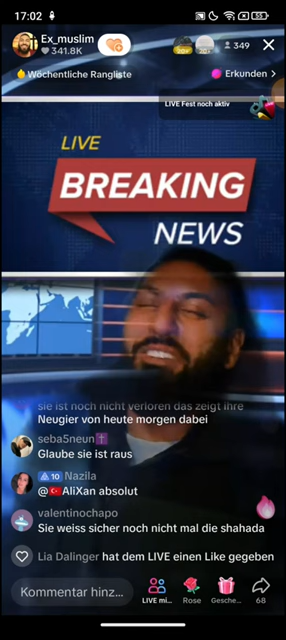 17:02
55
Ex_muslim
341.8K
20+
20+
349
Wöchentliche Rangliste
Erkunden >
LIVE Fest noch aktiv
LIVE
BREAKING
NEWS
sie ist noch nicht verloren das zeigt ihre
Neugier von heute morgen dabei
seba5neun
Glaube sie ist raus
10 Nazila
@AliXan absolut
valentinochapo
Sie weiss sicher noch nicht mal die shahada
Lia Dalinger hat dem LIVE einen Like gegeben
Kommentar hinz...
LIVE mi...
Rose
Gesche...
68